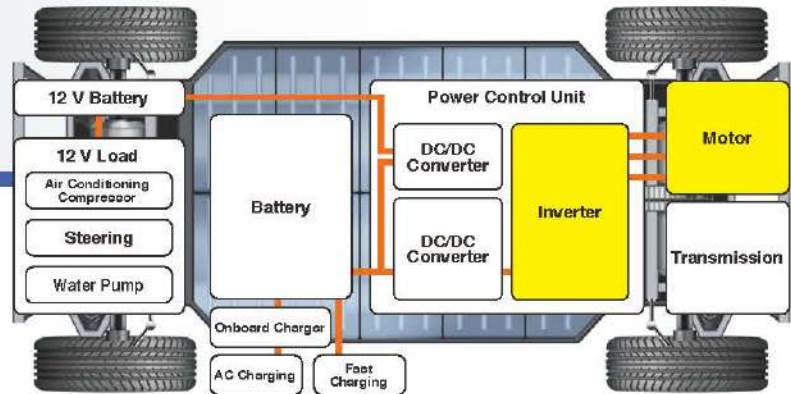 12 V Battery
12 V Load
Air Conditioning
Compressor
Steering
Water Pump
Battery
Onboard Charger
AC Charging
Fast
Charging
Power Control Unit
DC/DC
Converter
DC/DC
Converter
Inverter
Motor
Transmission